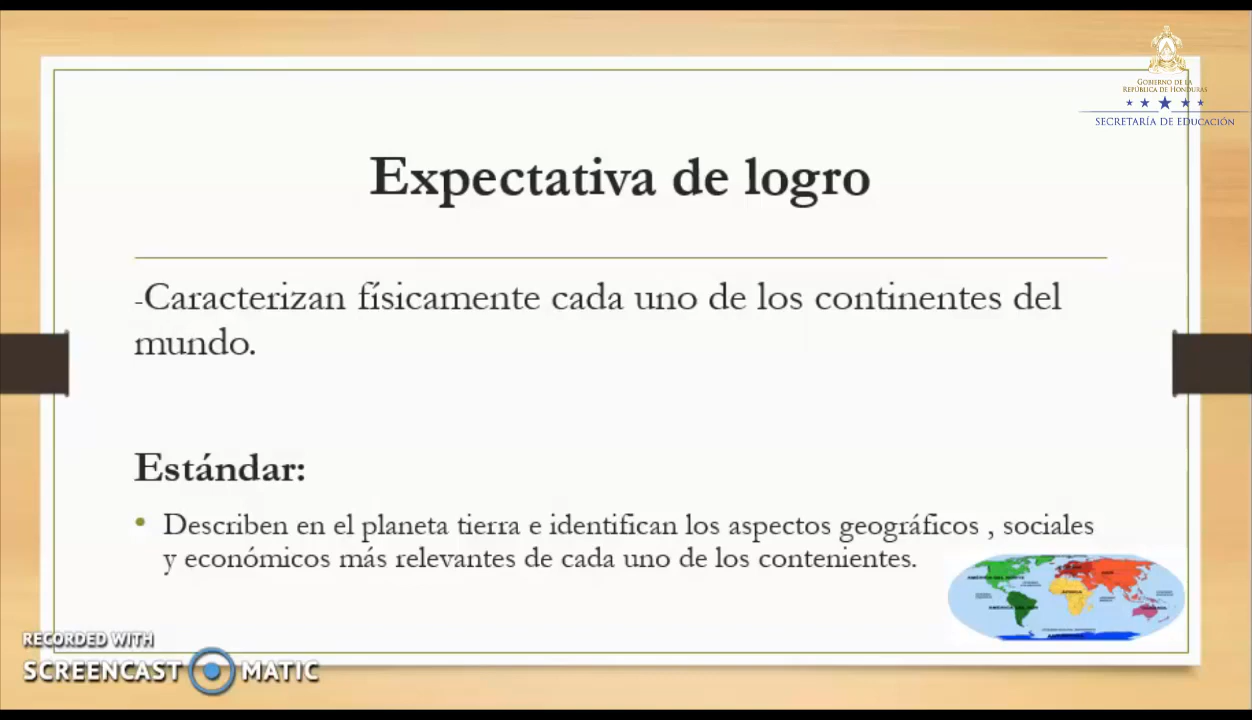 GOBIERNO DE LA
REPÚBLICA DE HONDURAS
SECRETARÍA DE EDUCACIÓN
Expectativa de logro
-Caracterizan físicamente cada uno de los continentes del
mundo.
Estándar:
• Describen en el planeta tierra e identifican los aspectos geográficos , sociales
y económicos más relevantes de cada uno de los contenientes.
RECORDED WITH
SCREENCAST MATIC